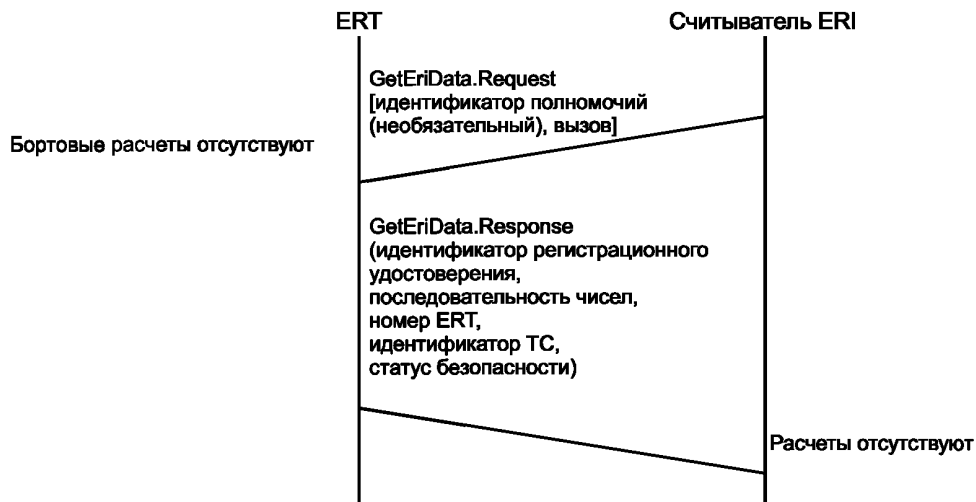 ERT
Считыватель ERI
GetEriData.Request
[идентификатор полномочий
(необязательный), вызов]
Бортовые расчеты отсутствуют
GetEriData.Response
(идентификатор регистрационного
удостоверения,
последовательность чисел,
номер ERT,
идентификатор ТС,
статус безопасности)
Расчеты отсутствуют